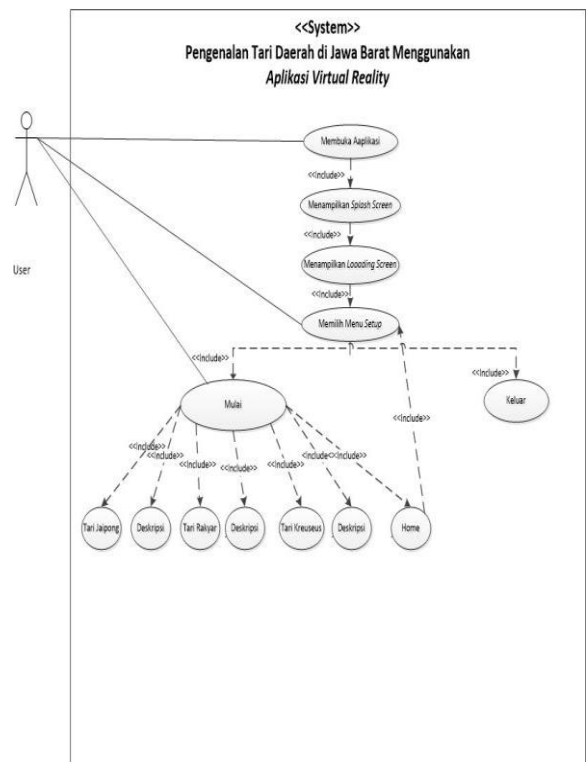 <<System>>
Pengenalan Tari Daerah di Jawa Barat Menggunakan
Aplikasi Virtual Reality
Membuka Aaplikasi
<<Include>>
Menampilkan Splash Screen
<<Include>>
Menampilkan Looading Screen
<<Include>>
User
Memilih Menu Setup
<<Include>>
<<Include>>
<<Include>>
Mulai
Keluar
<<Include>>
<<Include>>
<<Include>>
<<Include>>
<<Include>>
<<Include<<Include>>
Tari Jaipong
Deskripsi
Tari Rakyar
Deskripsi
Tari Kreuseus
Deskripsi
Home